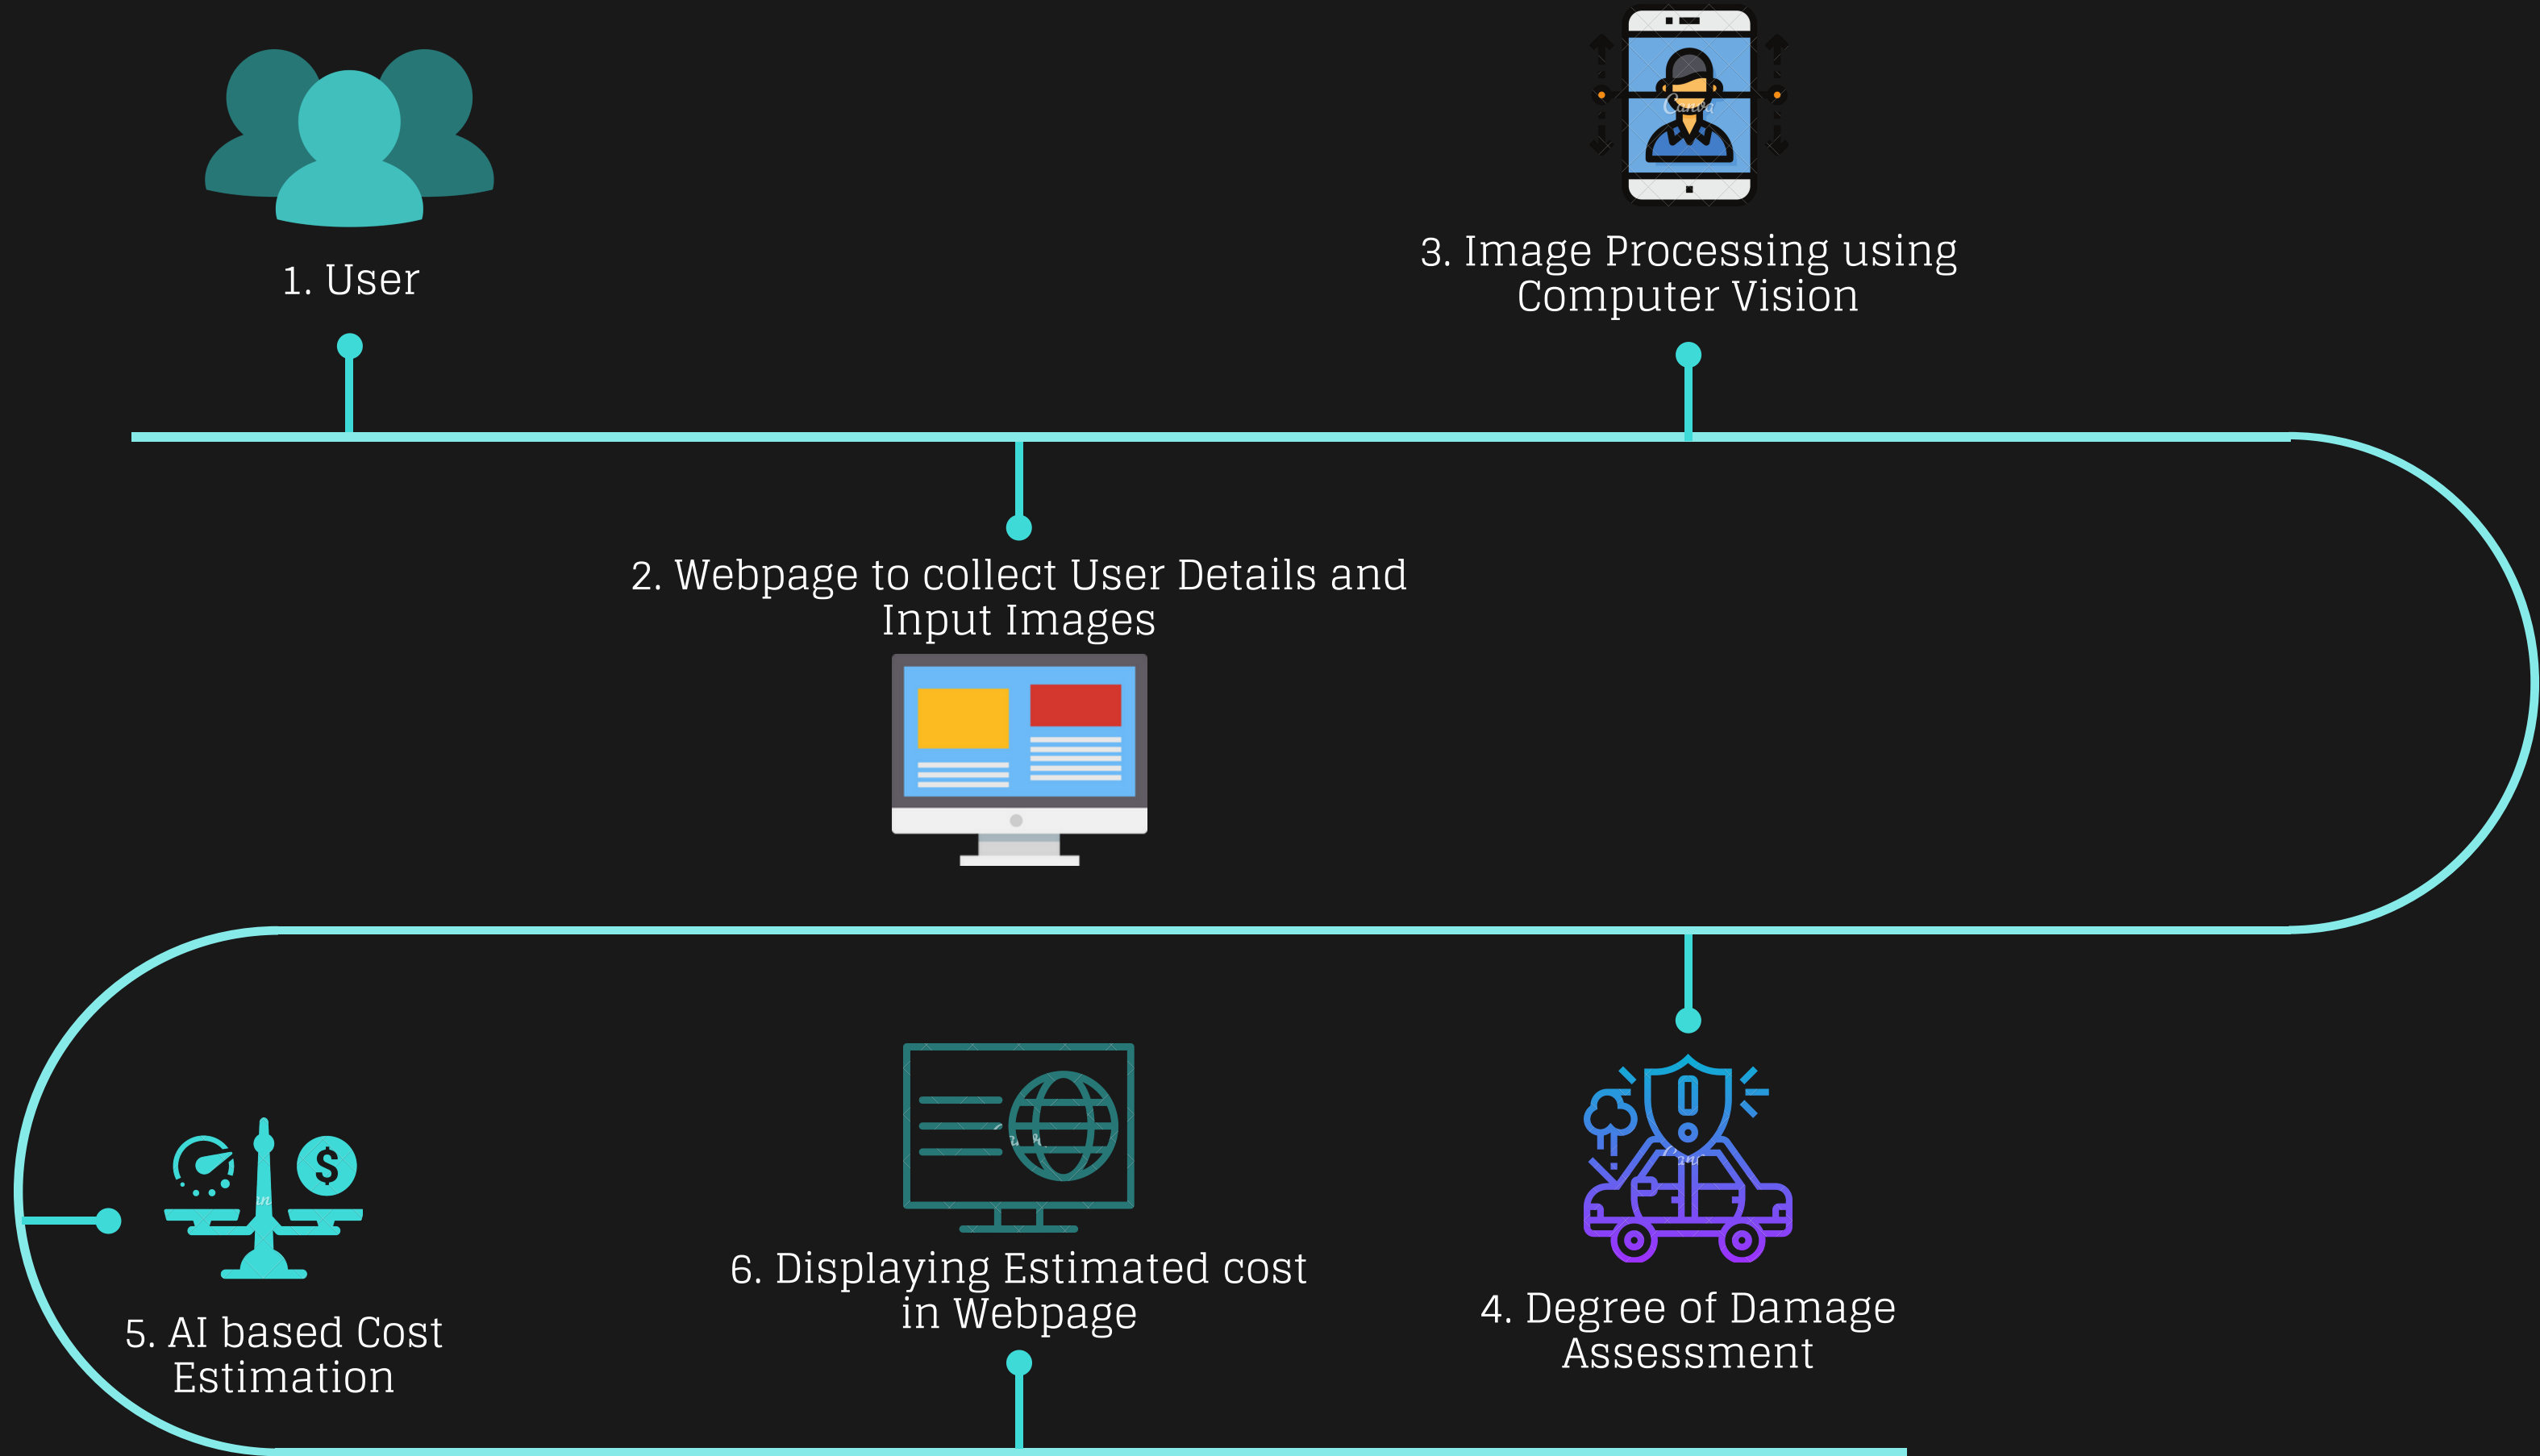 1. User
3. Image Processing using
Computer Vision
2. Webpage to collect User Details and
Input Images
Canva
6. Displaying Estimated cost
in Webpage
4. Degree of Damage
Assessment
5. AI based Cost
Estimation
$